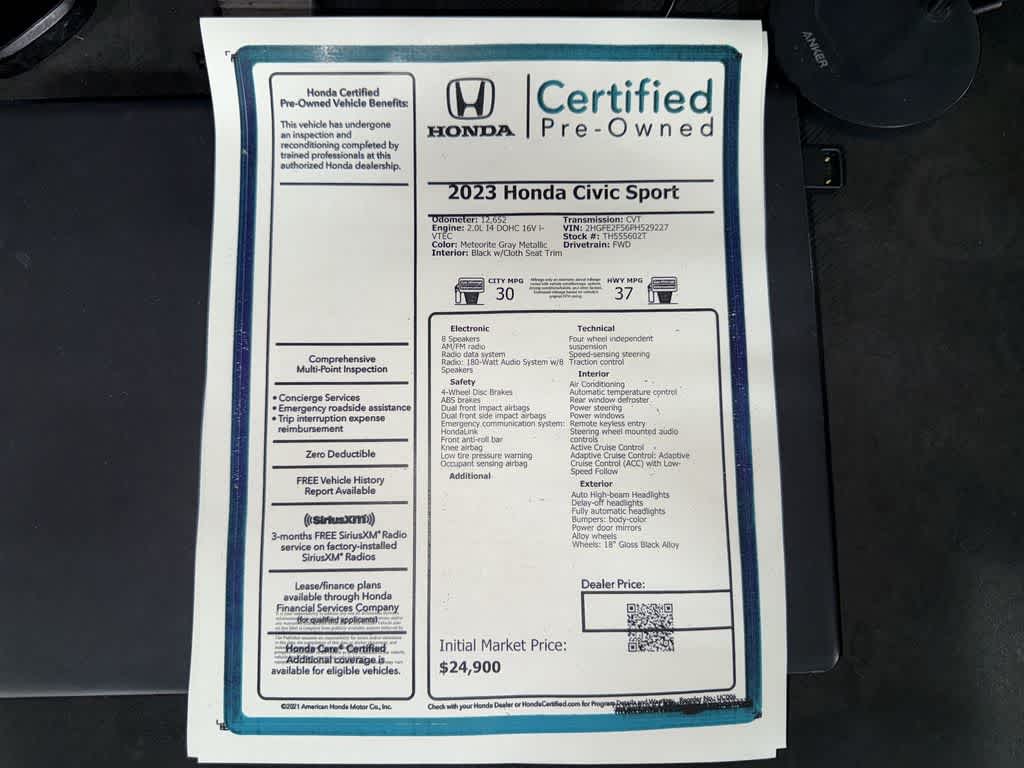 ANKER
Honda Certified
Pre-Owned Vehicle Benefits:
This vehicle has undergone
an inspection and
reconditioning completed by
trained professionals at this
authorized Honda dealership.
Comprehensive
Multi-Point Inspection
• Concierge Services
• Emergency roadside assistance
• Trip interruption expense
reimbursement
Zero Deductible
FREE Vehicle History
Report Available
((SiriusXM))
3-months FREE SiriusXM® Radio
service on factory-installed
SiriusXM® Radios
Lease/finance plans
available through Honda
Financial Services Company
(for qualified applicants)
Honda Care® Certified
Additional coverage is
available for eligible vehicles.
©2021 American Honda Motor Co., Inc.
HONDA
Certified
Pre-Owned
2023 Honda Civic Sport
Odometer: 12,652
Engine: 2.0L I4 DOHC 16V i-
VTEC
Color: Meteorite Gray Metallic
Interior: Black w/Cloth Seat Trim
Transmission: CVT
VIN: 2HGFE2F56PH529227
Stock #: TH555602T
Drivetrain: FWD
CITY MPG
30
HWY MPG
37
Electronic
8 Speakers
AM/FM radio
Radio data system
Radio: 180-Watt Audio System w/8
Speakers
Safety
4-Wheel Disc Brakes
ABS brakes
Dual front impact airbags
Dual front side impact airbags
Emergency communication system:
HondaLink
Front anti-roll bar
Knee airbag
Low tire pressure warning
Occupant sensing airbag
Additional
Technical
Four wheel independent
suspension
Speed-sensing steering
Traction control
Interior
Air Conditioning
Automatic temperature control
Rear window defroster
Power steering
Power windows
Remote keyless entry
Steering wheel mounted audio
controls
Active Cruise Control
Adaptive Cruise Control: Adaptive
Cruise Control (ACC) with Low-
Speed Follow
Exterior
Auto High-beam Headlights
Delay-off headlights
Fully automatic headlights
Bumpers: body-color
Power door mirrors
Alloy wheels
Wheels: 18" Gloss Black Alloy
Dealer Price:
Initial Market Price:
$24,900
Check with your Honda Dealer or HondaCertified.com for Program Details and Warranty. Reorder No.: UC006